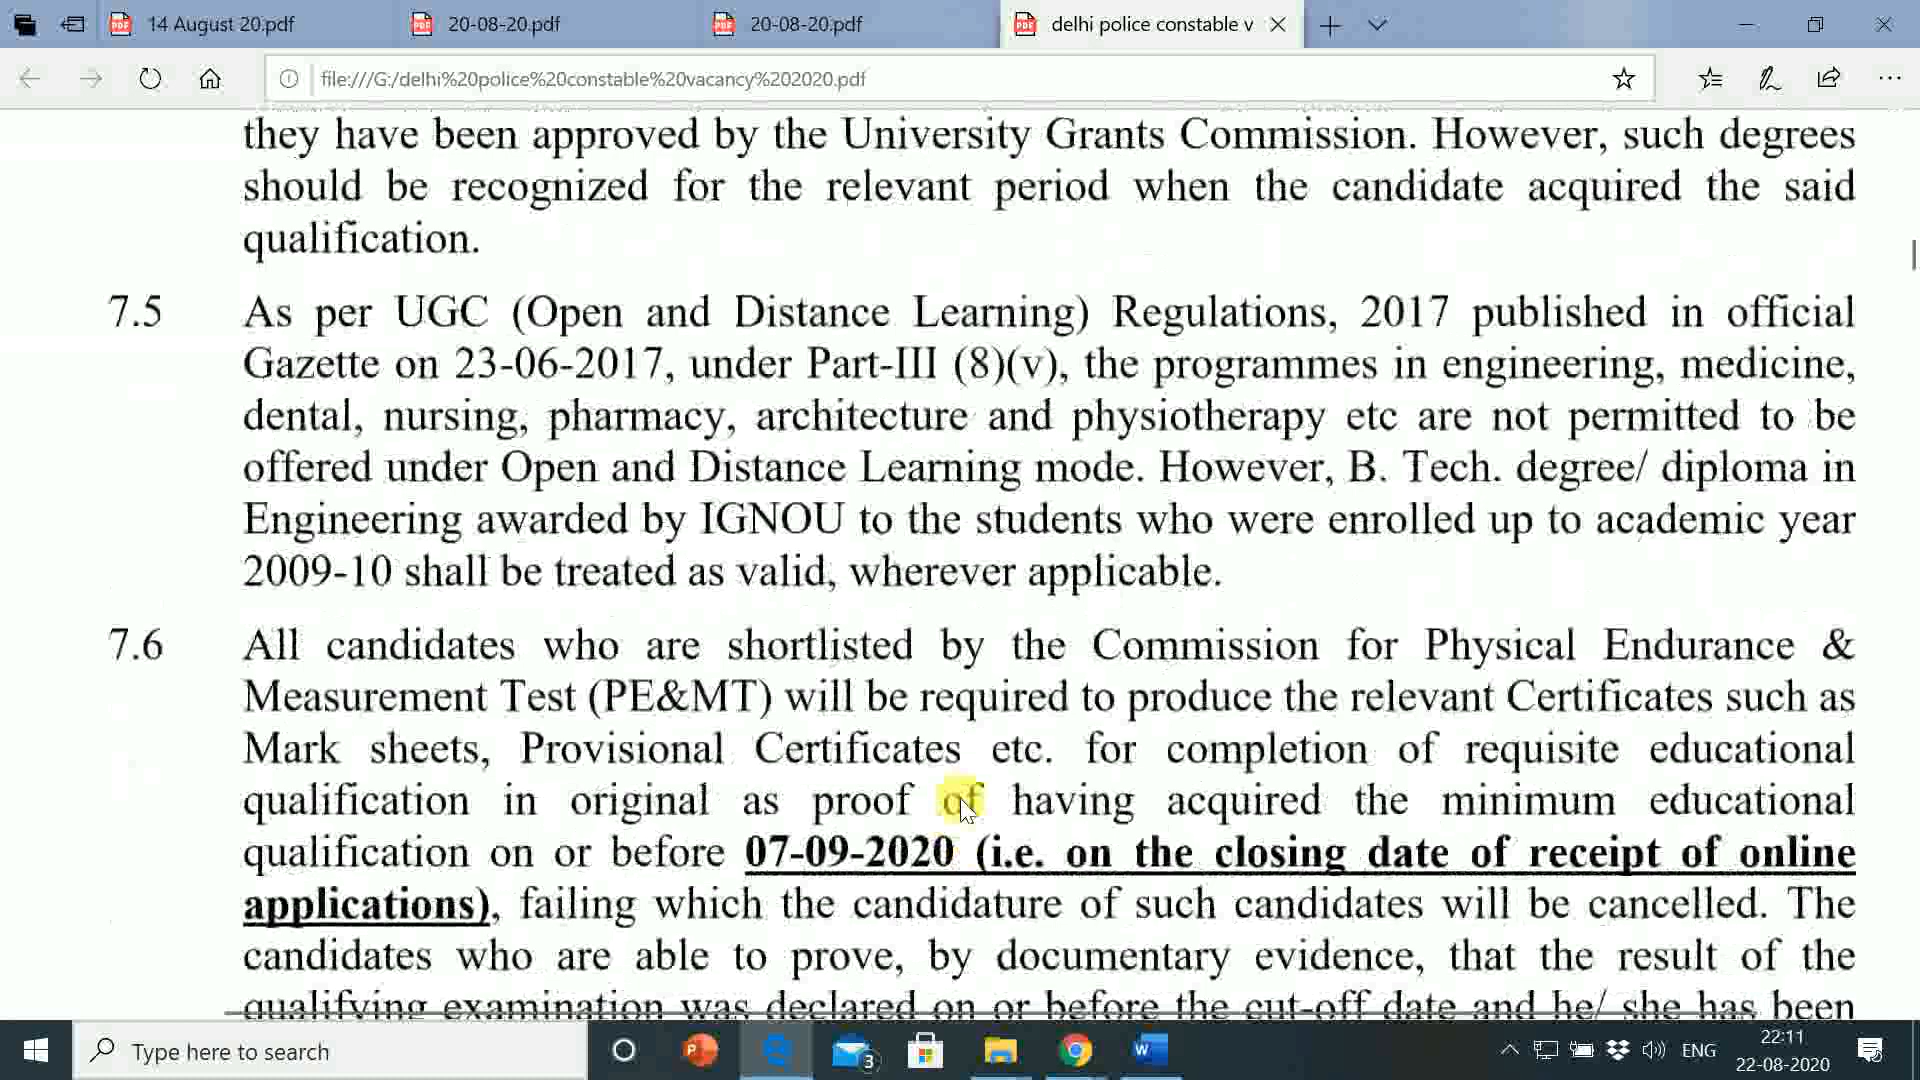 14 August 20.pdf
20-08-20.pdf
20-08-20.pdf
delhi police constable v
file:///G:/delhi%20police%20constable%20vacancy%202020.pdf
they have been approved by the University Grants Commission. However, such degrees
should be recognized for the relevant period when the candidate acquired the said
qualification.
7.5 As per UGC (Open and Distance Learning) Regulations, 2017 published in official
Gazette on 23-06-2017, under Part-III (8)(v), the programmes in engineering, medicine,
dental, nursing, pharmacy, architecture and physiotherapy etc are not permitted to be
offered under Open and Distance Learning mode. However, B. Tech. degree/ diploma in
Engineering awarded by IGNOU to the students who were enrolled up to academic year
2009-10 shall be treated as valid, wherever applicable.
7.6 All candidates who are shortlisted by the Commission for Physical Endurance &
Measurement Test (PE&MT) will be required to produce the relevant Certificates such as
Mark sheets, Provisional Certificates etc. for completion of requisite educational
qualification in original as proof of having acquired the minimum educational
qualification on or before 07-09-2020 (i.e. on the closing date of receipt of online
applications), failing which the candidature of such candidates will be cancelled. The
candidates who are able to prove, by documentary evidence, that the result of the
qualifying examination was declared on or before the cut-off date and he/ she has been
Type here to search
3
ENG
22:11
22-08-2020